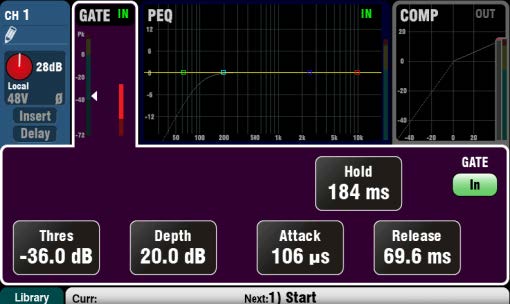 CH 1
28dB
Local
48V Ø
Insert
Delay
GATE IN
Pk
0
-20
-40
-72
PEQ IN
12
6
0
-6
-12
50 100 200 500 1k 2k 5k 10k
COMP OUT
0
-20
-40
-40 -20 0 20
Hold
184 ms
GATE
In
Thres
-36.0 dB
Depth
20.0 dB
Attack
106 µs
Release
69.6 ms
Library
Curr:
Next:1) Start